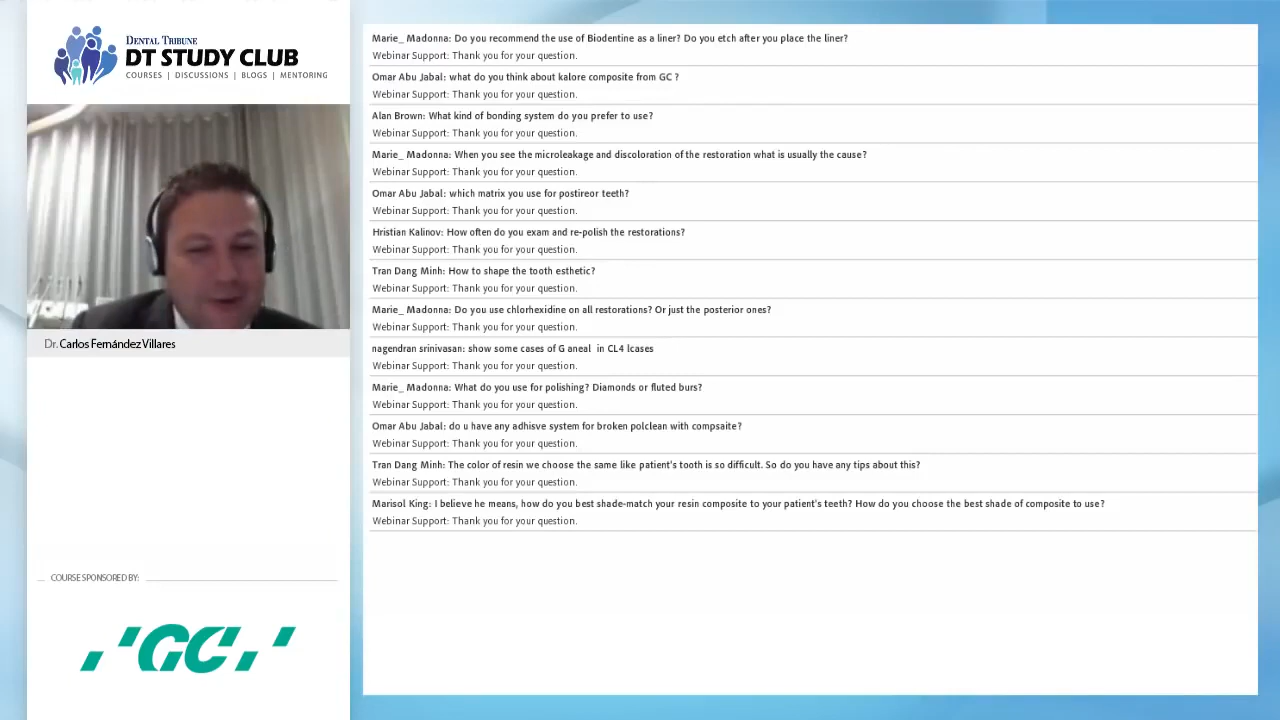 DENTAL TRIBUNE
DT STUDY CLUB
COURSES | DISCUSSIONS | BLOGS | MENTORING
Dr. Carlos Fernández Villares
COURSE SPONSORED BY:
GC
Marie_ Madonna: Do you recommend the use of Biodentine as a liner? Do you etch after you place the liner?
Webinar Support: Thank you for your question.
Omar Abu Jabal: what do you think about kalore composite from GC ?
Webinar Support: Thank you for your question.
Alan Brown: What kind of bonding system do you prefer to use?
Webinar Support: Thank you for your question.
Marie_ Madonna: When you see the microleakage and discoloration of the restoration what is usually the cause?
Webinar Support: Thank you for your question.
Omar Abu Jabal: which matrix you use for postireor teeth?
Webinar Support: Thank you for your question.
Hristian Kalinov: How often do you exam and re-polish the restorations?
Webinar Support: Thank you for your question.
Tran Dang Minh: How to shape the tooth esthetic?
Webinar Support: Thank you for your question.
Marie_ Madonna: Do you use chlorhexidine on all restorations? Or just the posterior ones?
Webinar Support: Thank you for your question.
nagendran srinivasan: show some cases of G aneal in CL4 lcases
Webinar Support: Thank you for your question.
Marie_ Madonna: What do you use for polishing? Diamonds or fluted burs?
Webinar Support: Thank you for your question.
Omar Abu Jabal: do u have any adhisve system for broken polclean with compsaite?
Webinar Support: Thank you for your question.
Tran Dang Minh: The color of resin we choose the same like patient's tooth is so difficult. So do you have any tips about this?
Webinar Support: Thank you for your question.
Marisol King: I believe he means, how do you best shade-match your resin composite to your patient's teeth? How do you choose the best shade of composite to use?
Webinar Support: Thank you for your question.